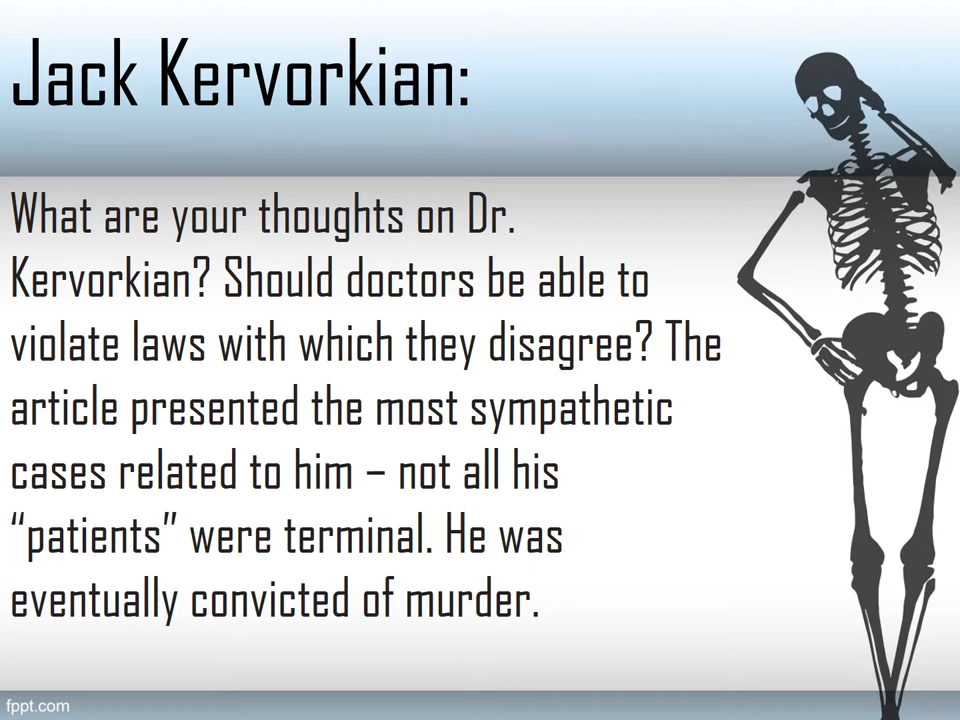 Jack Kervorkian:
What are your thoughts on Dr.
Kervorkian? Should doctors be able to
violate laws with which they disagree? The
article presented the most sympathetic
cases related to him – not all his
“patients” were terminal. He was
eventually convicted of murder.
fppt.com